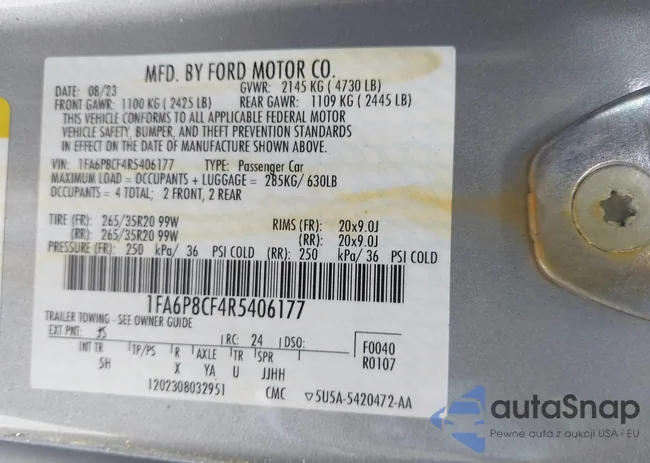 MFD. BY FORD MOTOR CO.
DATE: 08/23 GVWR: 2145 KG ( 4730 LB)
FRONT GAWR: 1100 KG ( 2425 LB) REAR GAWR: 1109 KG ( 2445 LB)
THIS VEHICLE CONFORMS TO ALL APPLICABLE FEDERAL MOTOR
VEHICLE SAFETY, BUMPER, AND THEFT PREVENTION STANDARDS
IN EFFECT ON THE DATE OF MANUFACTURE SHOWN ABOVE.
VIN: 1FA6P8CF4R5406177 TYPE: Passenger Car
MAXIMUM LOAD = OCCUPANTS + LUGGAGE = 285KG/ 630LB
OCCUPANTS = 4 TOTAL; 2 FRONT, 2 REAR
TIRE (FR): 265/35R20 99W RIMS (FR): 20x9.0J
(RR): 265/35R20 99W (RR): 20x9.0J
PRESSURE (FR): 250 kPa/ 36 PSI COLD (RR): 250 kPa/ 36 PSI COLD
1FA6P8CF4R5406177
TRAILER TOWING - SEE OWNER GUIDE
EXT PNT: JS RC: 24 DSO: F0040
INT TR TP/PS R AXLE TR SPR R0107
5H X YA U JJHH
1202308032951 CMC ▽5U5A-5420472-AA
autaSnap
Pewne auta z aukcji USA i EU